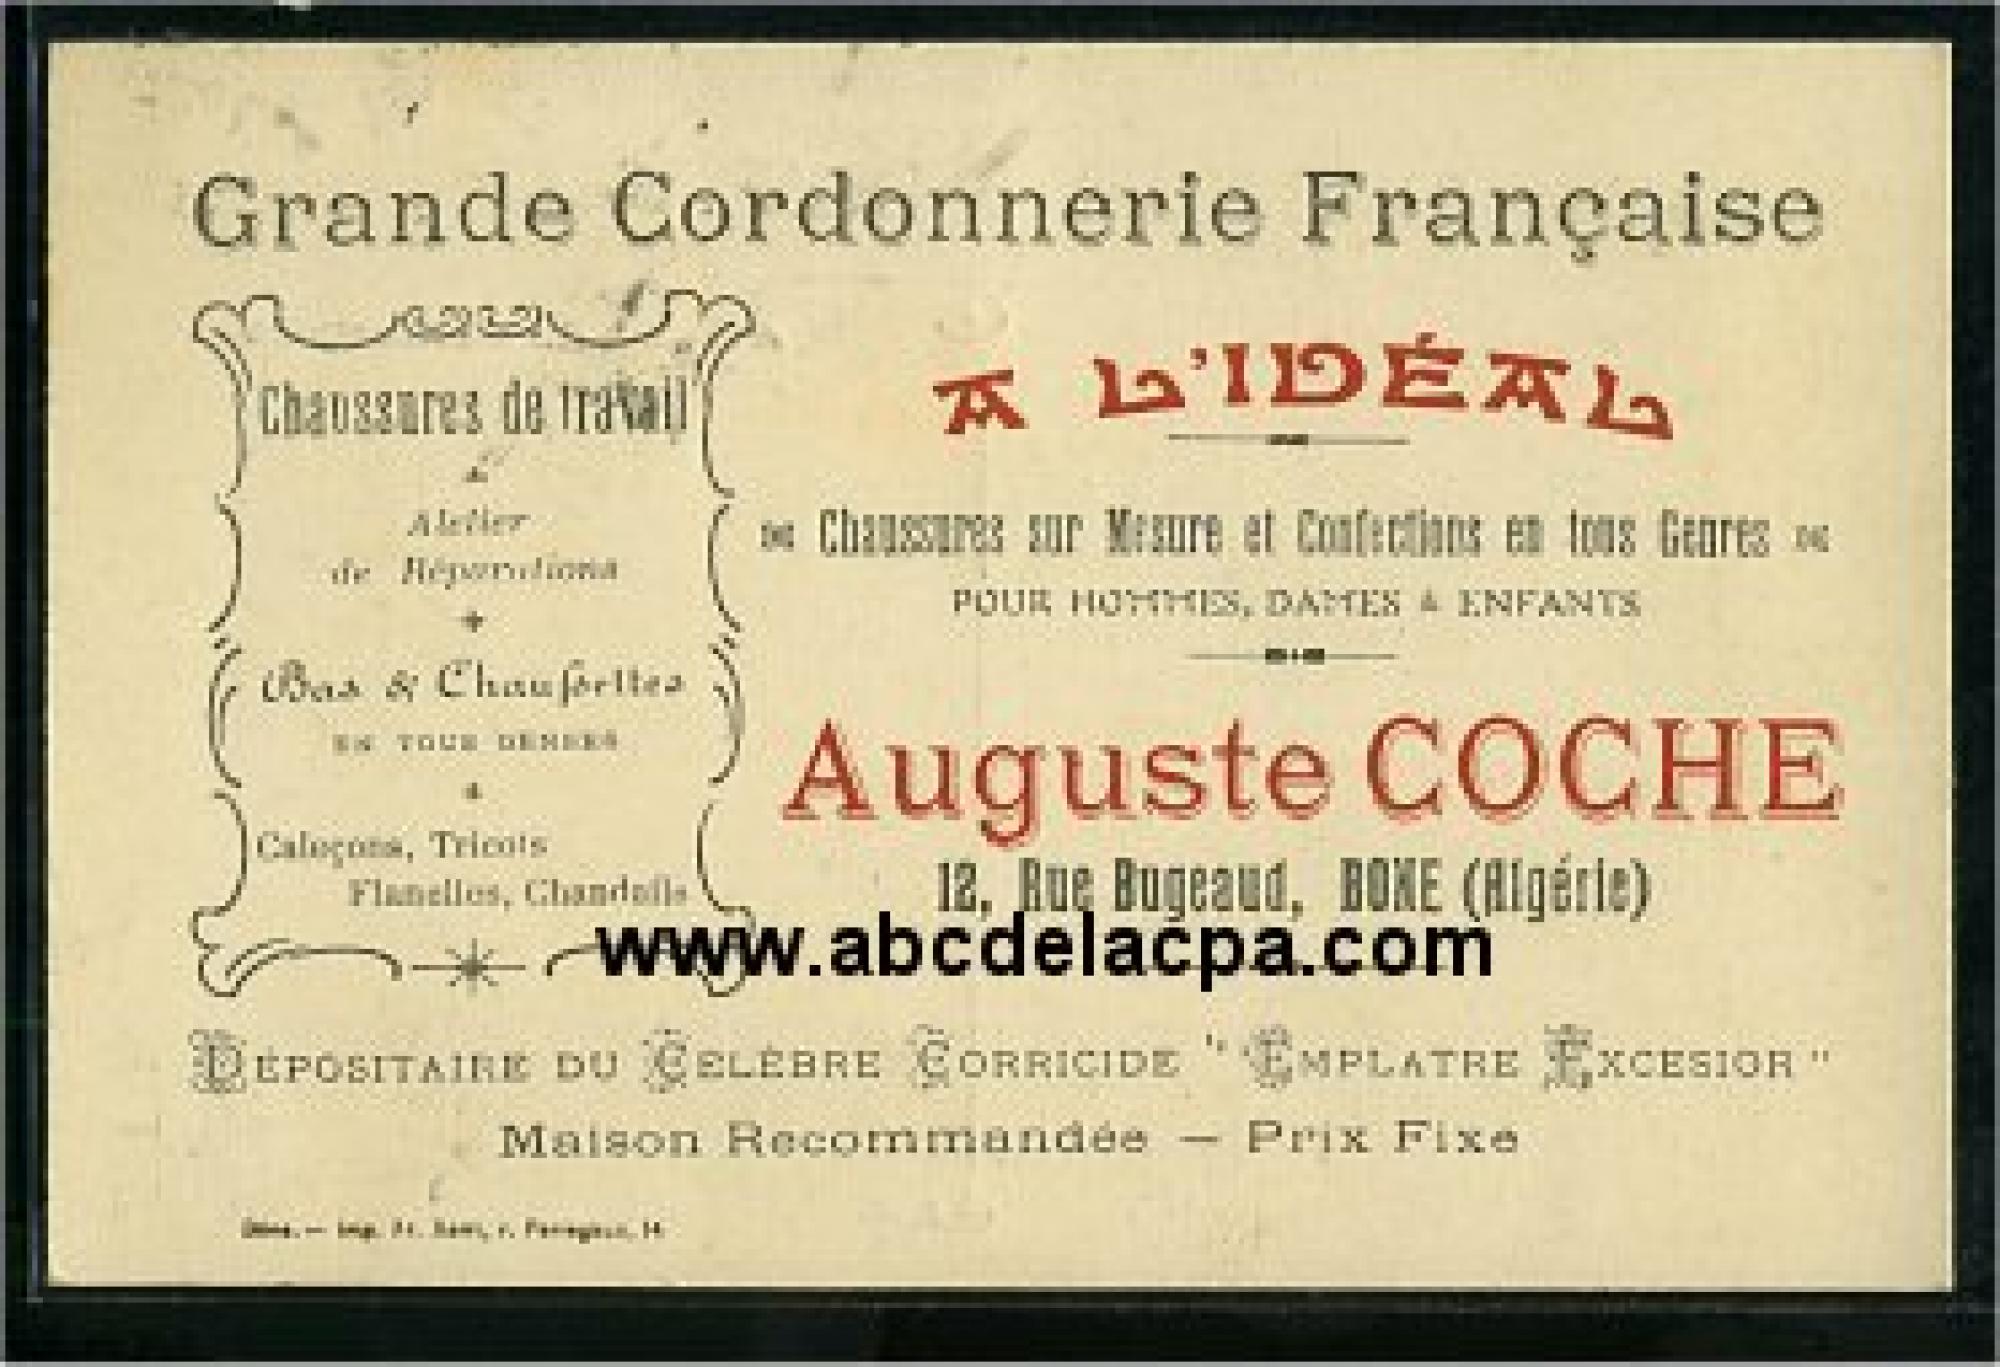 Grande Cordonnerie Française
Chaussures de travail
Atelier
de Réparations
Bas & Chaussettes
EN TOUS GENRES
Caleçons, Tricots
Flanelles, Chandails
A L'IDÉAL
Chaussures sur Mesure et Confections en tous Genres
POUR HOMMES, DAMES & ENFANTS
Auguste COCHE
12, Rue Bugeaud, BONE (Algérie)
www.abcdelacpa.com
DÉPOSITAIRE DU CÉLÈBRE CORRICIDE " EMPLATRE EXCESIOR "
Maison Recommandée — Prix Fixe
Bône. — Imp.